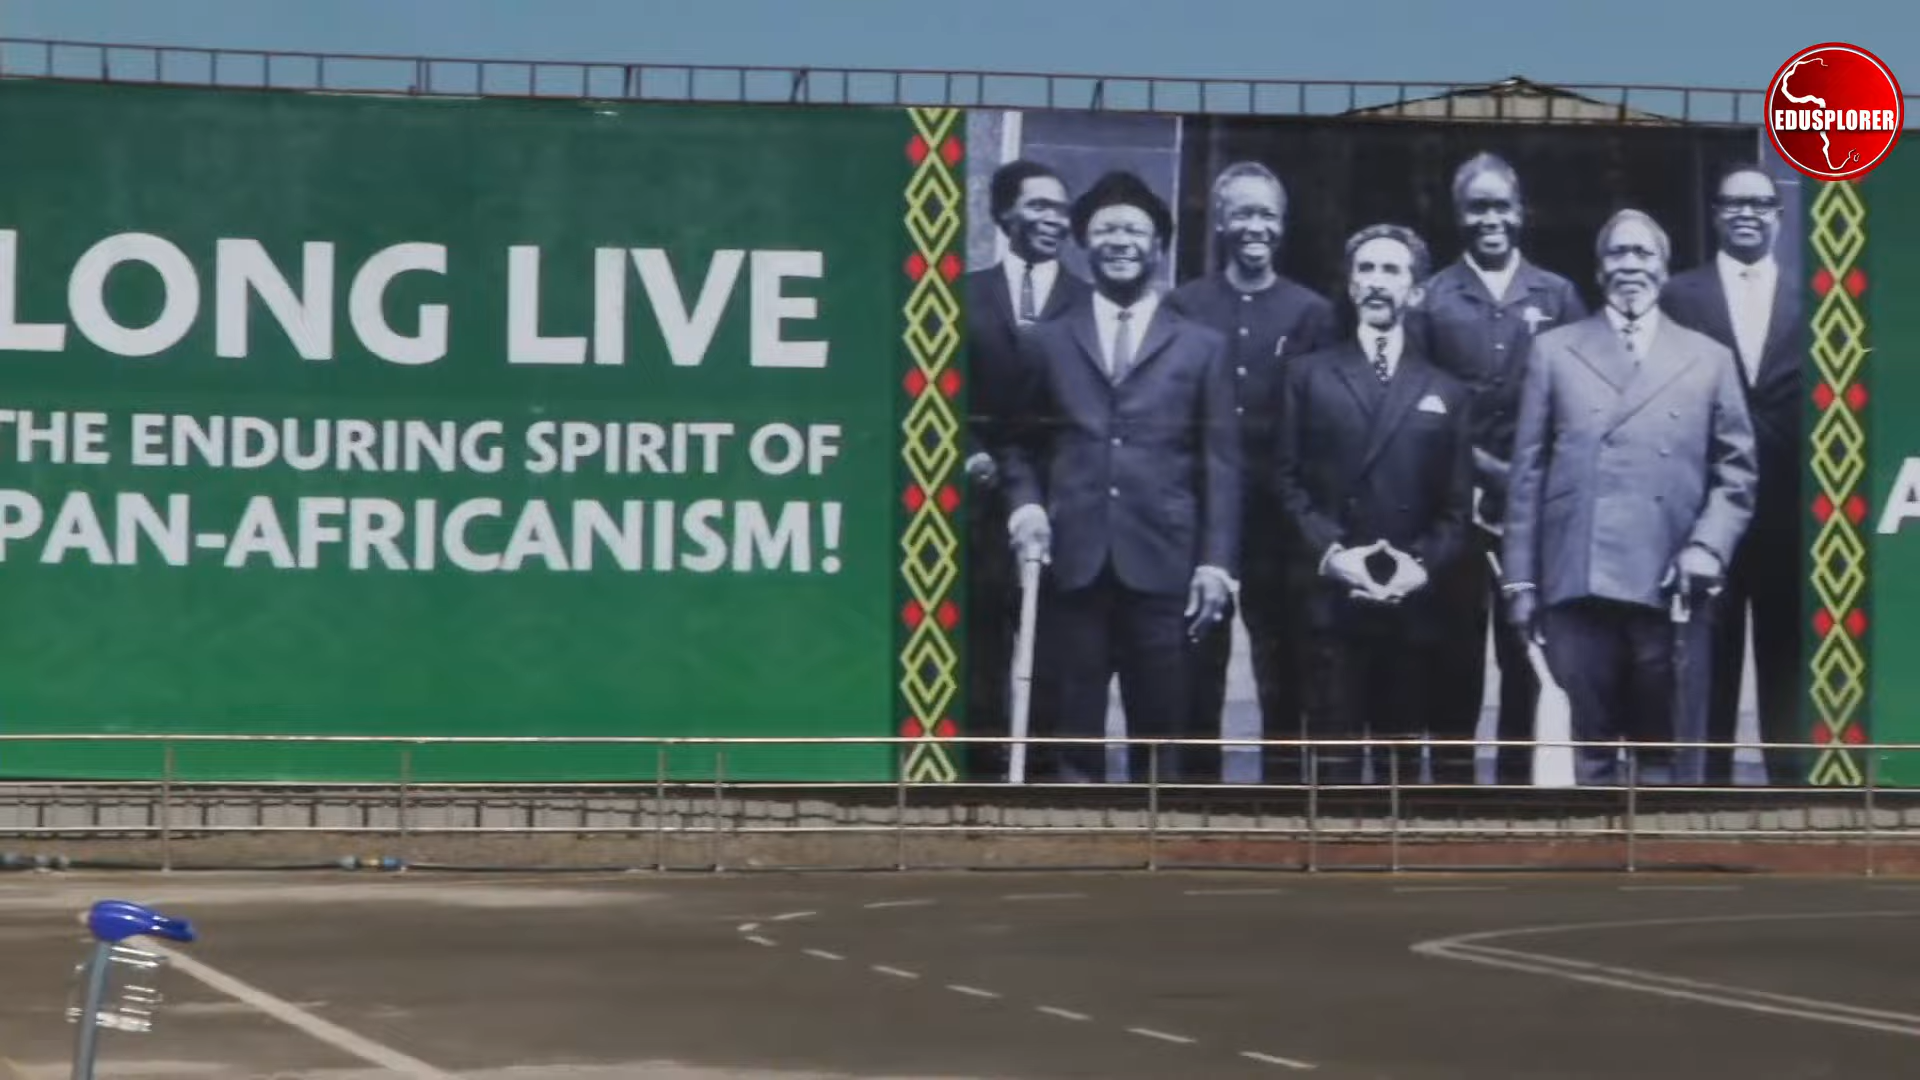 LONG LIVE
THE ENDURING SPIRIT OF
PAN-AFRICANISM!
A
EDUSPLORER